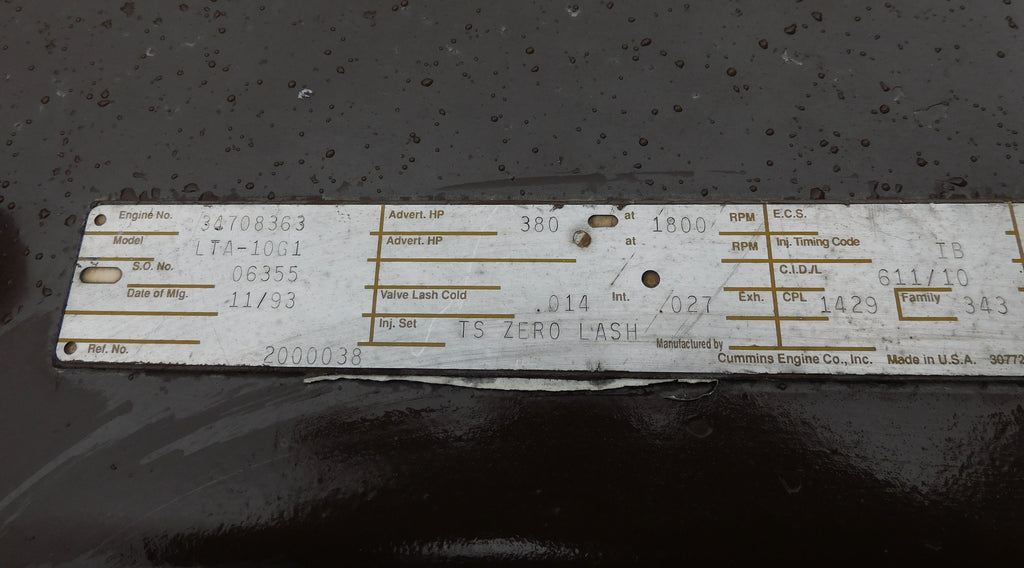 Engine No. 34708363
Advert. HP 380 at 1800 RPM
E.C.S.
Model LTA-10G1
Advert. HP at RPM
Inj. Timing Code IB
S.O. No. 06355
C.I.D./L 611/10
Date of Mfg. 11/93
Valve Lash Cold .014 Int. .027 Exh.
CPL 1429 Family 343
Inj. Set TS ZERO LASH
Ref. No. 2000038
Manufactured by Cummins Engine Co., Inc. Made in U.S.A. 30772